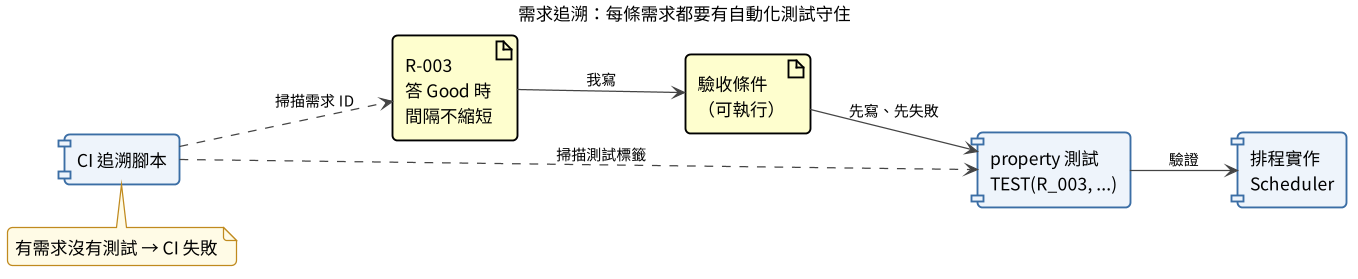 需求追溯：每條需求都要有自動化測試守住
R-003
答 Good 時
間隔不縮短
我寫
驗收條件
（可執行）
先寫、先失敗
掃描需求 ID
CI 追溯腳本
掃描測試標籤
property 測試
TEST(R_003, ...)
驗證
排程實作
Scheduler
有需求沒有測試 → CI 失敗